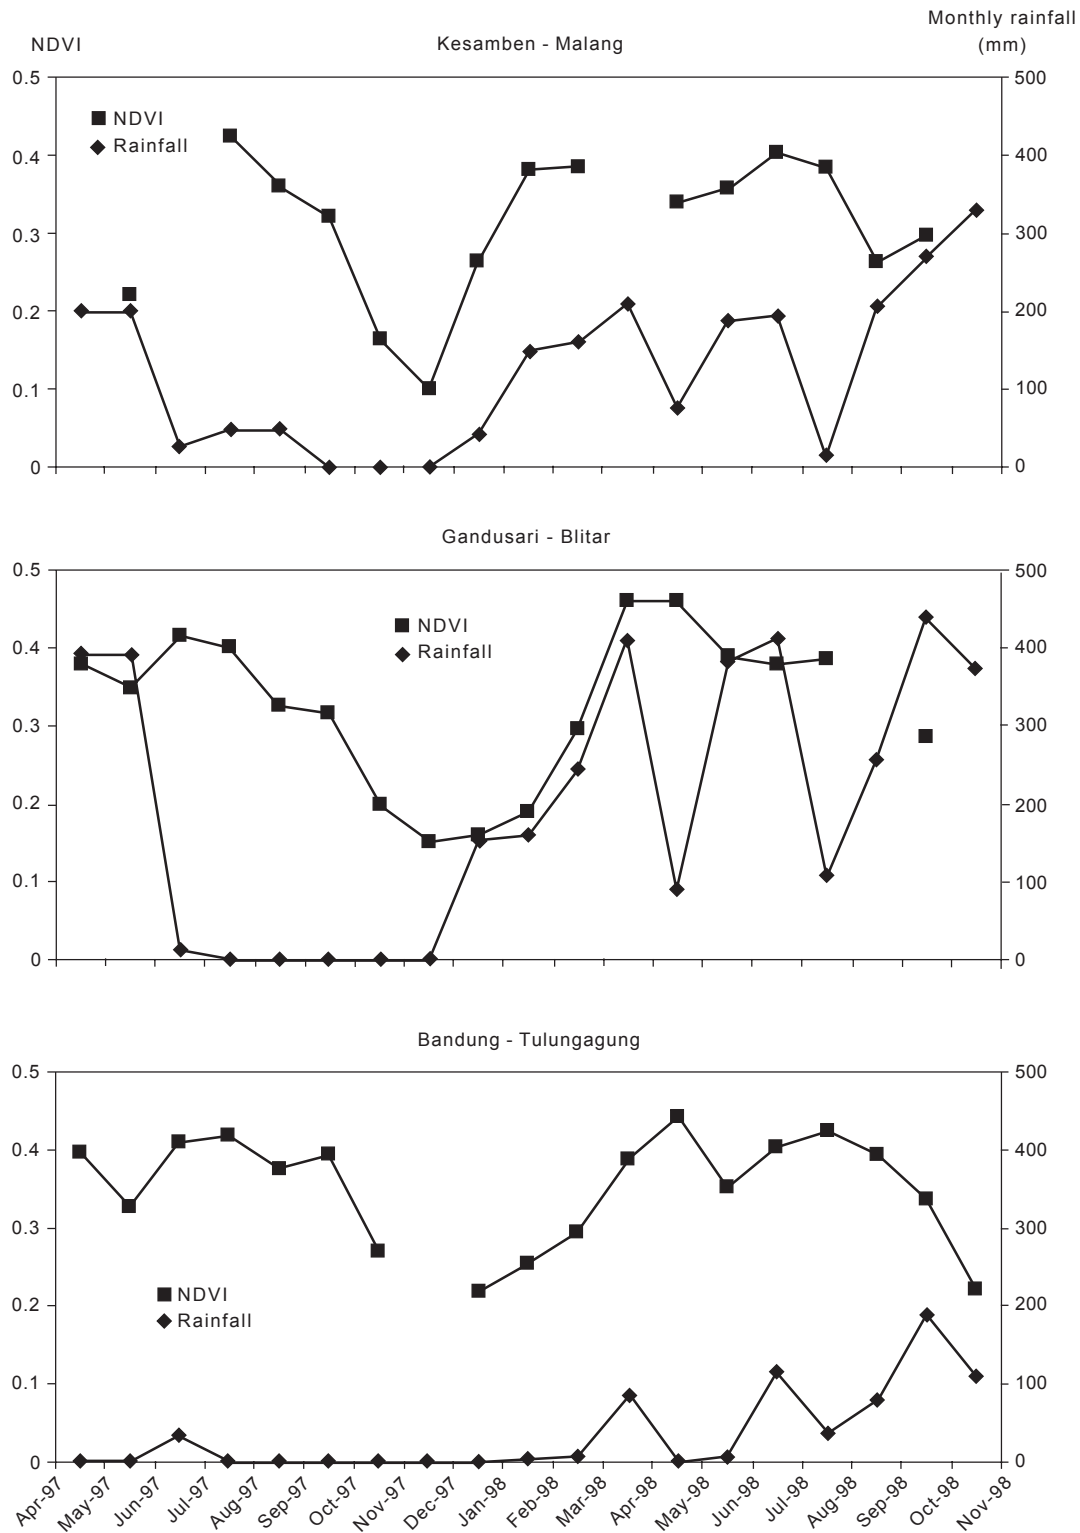 Monthly rainfall
NDVI
Kesamben - Malang
(mm)
0.5
500
NDVI
Rainfall
0.4
400
0.3
300
0.2
200
0.1
100
0
0
Gandusari - Blitar
0.5
500
NDVI
Rainfall
0.4
400
0.3
300
0.2
200
0.1
100
0
0
Bandung - Tulungagung
0.5
500
0.4
400
0.3
300
NDVI
Rainfall
0.2
200
0.1
100
0
0
Apr-97
May-97
Jun-97
Jul-97
Aug-97
Sep-97
Oct-97
Nov-97
Dec-97
Jan-98
Feb-98
Mar-98
Apr-98
May-98
Jun-98
Jul-98
Aug-98
Sep-98
Oct-98
Nov-98